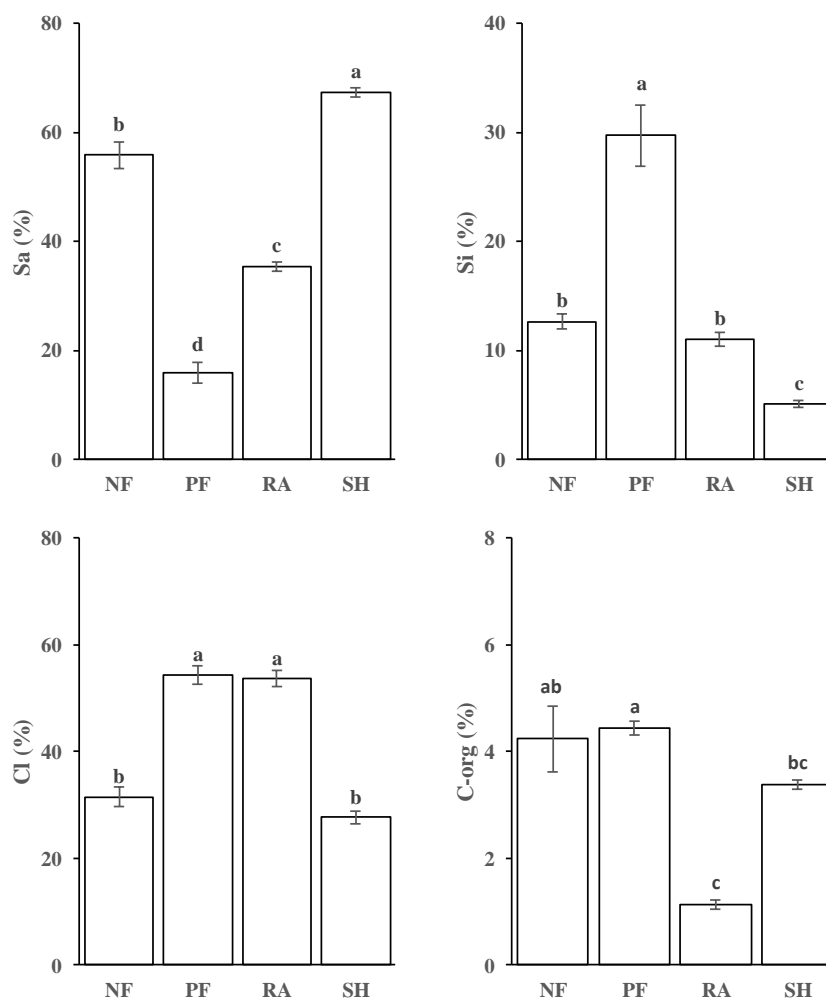 80
60
40
20
0
Sa (%)
b
d
c
a
NF PF RA SH
40
30
20
10
0
Si (%)
b
a
b
c
NF PF RA SH
80
60
40
20
0
Cl (%)
b
a
a
b
NF PF RA SH
8
6
4
2
0
C-org (%)
ab
a
c
bc
NF PF RA SH